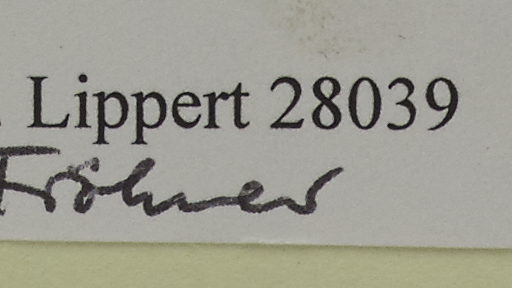 . Lippert 28039
Fröhner